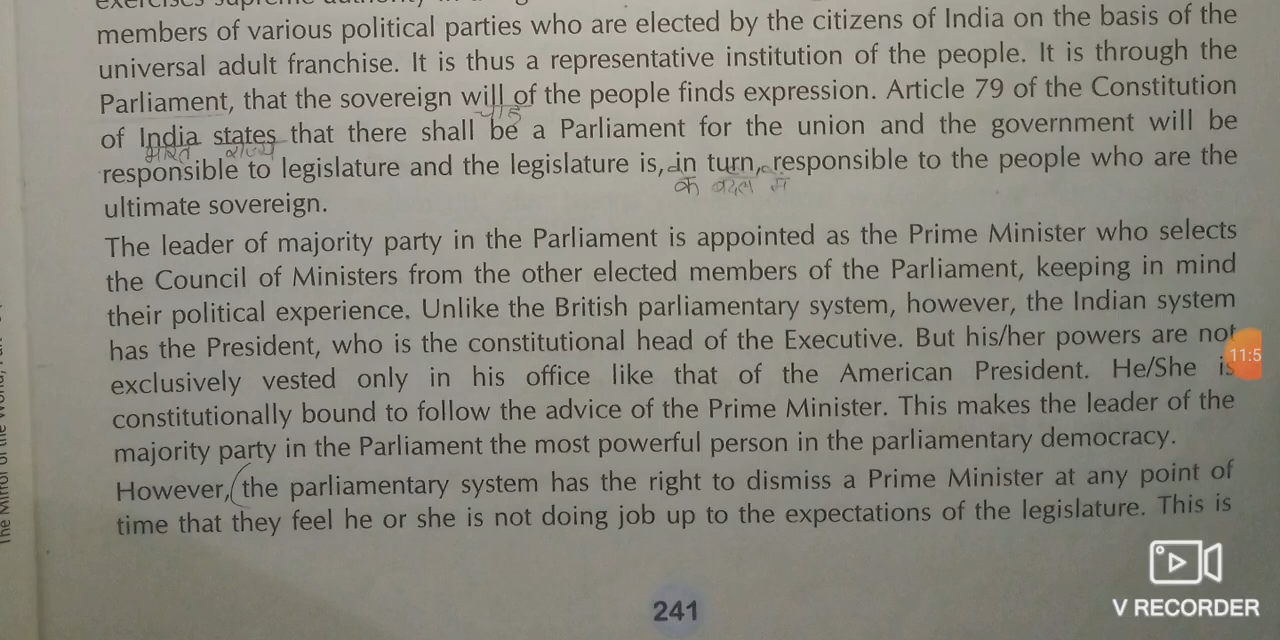 members of various political parties who are elected by the citizens of India on the basis of the
universal adult franchise. It is thus a representative institution of the people. It is through the
Parliament, that the sovereign will of the people finds expression. Article 79 of the Constitution
of India states that there shall be a Parliament for the union and the government will be
भारत राज्य
responsible to legislature and the legislature is, in turn, responsible to the people who are the
के बदले में
ultimate sovereign.
The leader of majority party in the Parliament is appointed as the Prime Minister who selects
the Council of Ministers from the other elected members of the Parliament, keeping in mind
their political experience. Unlike the British parliamentary system, however, the Indian system
has the President, who is the constitutional head of the Executive. But his/her powers are not
exclusively vested only in his office like that of the American President. He/She is
constitutionally bound to follow the advice of the Prime Minister. This makes the leader of the
majority party in the Parliament the most powerful person in the parliamentary democracy.
However, (the parliamentary system has the right to dismiss a Prime Minister at any point of
time that they feel he or she is not doing job up to the expectations of the legislature. This is
241
11:5
V RECORDER